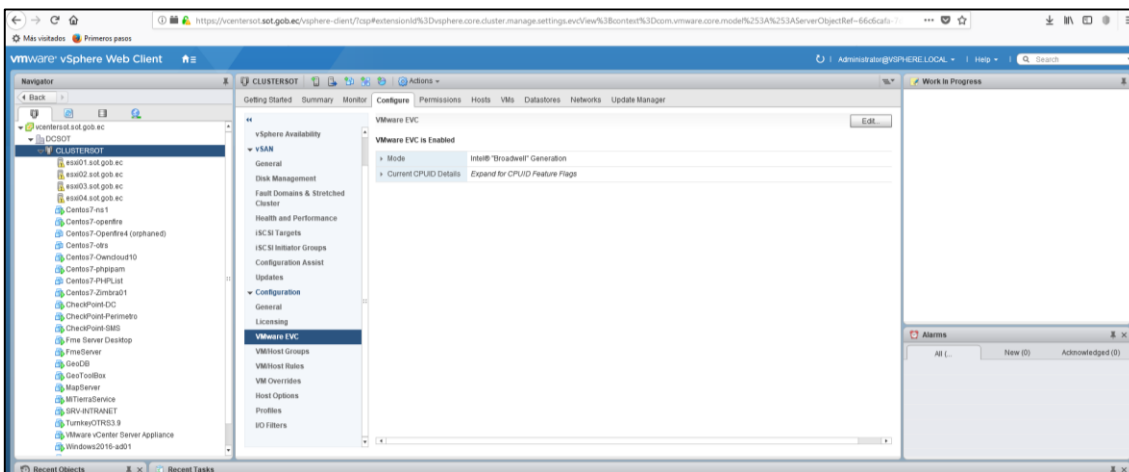 https://vcentersot.sot.gob.ec/vsphere-client/?csp#extensionId%3Dvsphere.core.cluster.manage.settings.evcView%3Bcontext%3Dcom.vmware.core.model%253A%253AServerObjectRef~66c6cafa-7
Más visitados Primeros pasos
vmware vSphere Web Client
Administrator@VSPHERE.LOCAL Help Search
Navigator
Back
vcentersot.sot.gob.ec
DCSOT
CLUSTERSOT
esxi01.sot.gob.ec
esxi02.sot.gob.ec
esxi03.sot.gob.ec
esxi04.sot.gob.ec
Centos7-ns1
Centos7-openfire
Centos7-Openfire4 (orphaned)
Centos7-otrs
Centos7-Owncloud10
Centos7-phpipam
Centos7-PHPList
Centos7-Zimbra01
CheckPoint-DC
CheckPoint-Perimetro
CheckPoint-SMS
Fme Server Desktop
FmeServer
GeoDB
GeoToolBox
MapServer
MiTierraService
SRV-INTRANET
TurnkeyOTRS3.9
VMware vCenter Server Appliance
Windows2016-ad01
CLUSTERSOT Actions
Getting Started Summary Monitor Configure Permissions Hosts VMs Datastores Networks Update Manager
vSphere Availability
vSAN
General
Disk Management
Fault Domains & Stretched
Cluster
Health and Performance
iSCSI Targets
iSCSI Initiator Groups
Configuration Assist
Updates
Configuration
General
Licensing
VMware EVC
VM/Host Groups
VM/Host Rules
VM Overrides
Host Options
Profiles
I/O Filters
VMware EVC Edit...
VMware EVC is Enabled
Mode Intel® "Broadwell" Generation
Current CPUID Details Expand for CPUID Feature Flags
Work In Progress
Alarms
All (... New (0) Acknowledged (0)
Recent Objects Recent Tasks